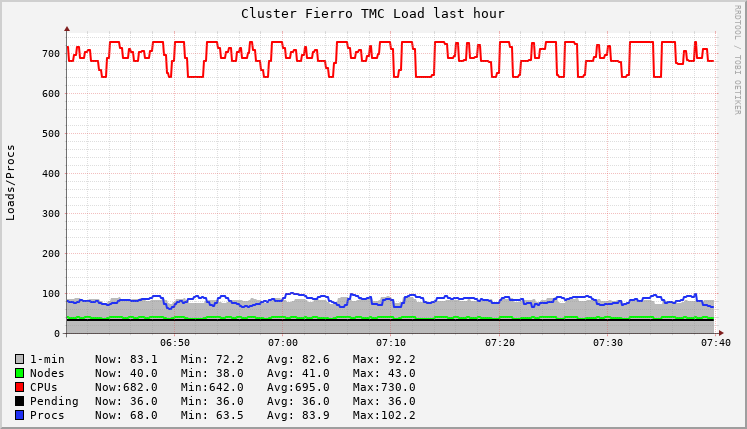 Cluster Fierro TMC Load last hour
RRDTOOL / TOBI OETIKER
Loads/Procs
700
600
500
400
300
200
100
0
06:50 07:00 07:10 07:20 07:30 07:40
1-min Now: 83.1 Min: 72.2 Avg: 82.6 Max: 92.2
Nodes Now: 40.0 Min: 38.0 Avg: 41.0 Max: 43.0
CPUs Now:682.0 Min:642.0 Avg:695.0 Max:730.0
Pending Now: 36.0 Min: 36.0 Avg: 36.0 Max: 36.0
Procs Now: 68.0 Min: 63.5 Avg: 83.9 Max:102.2